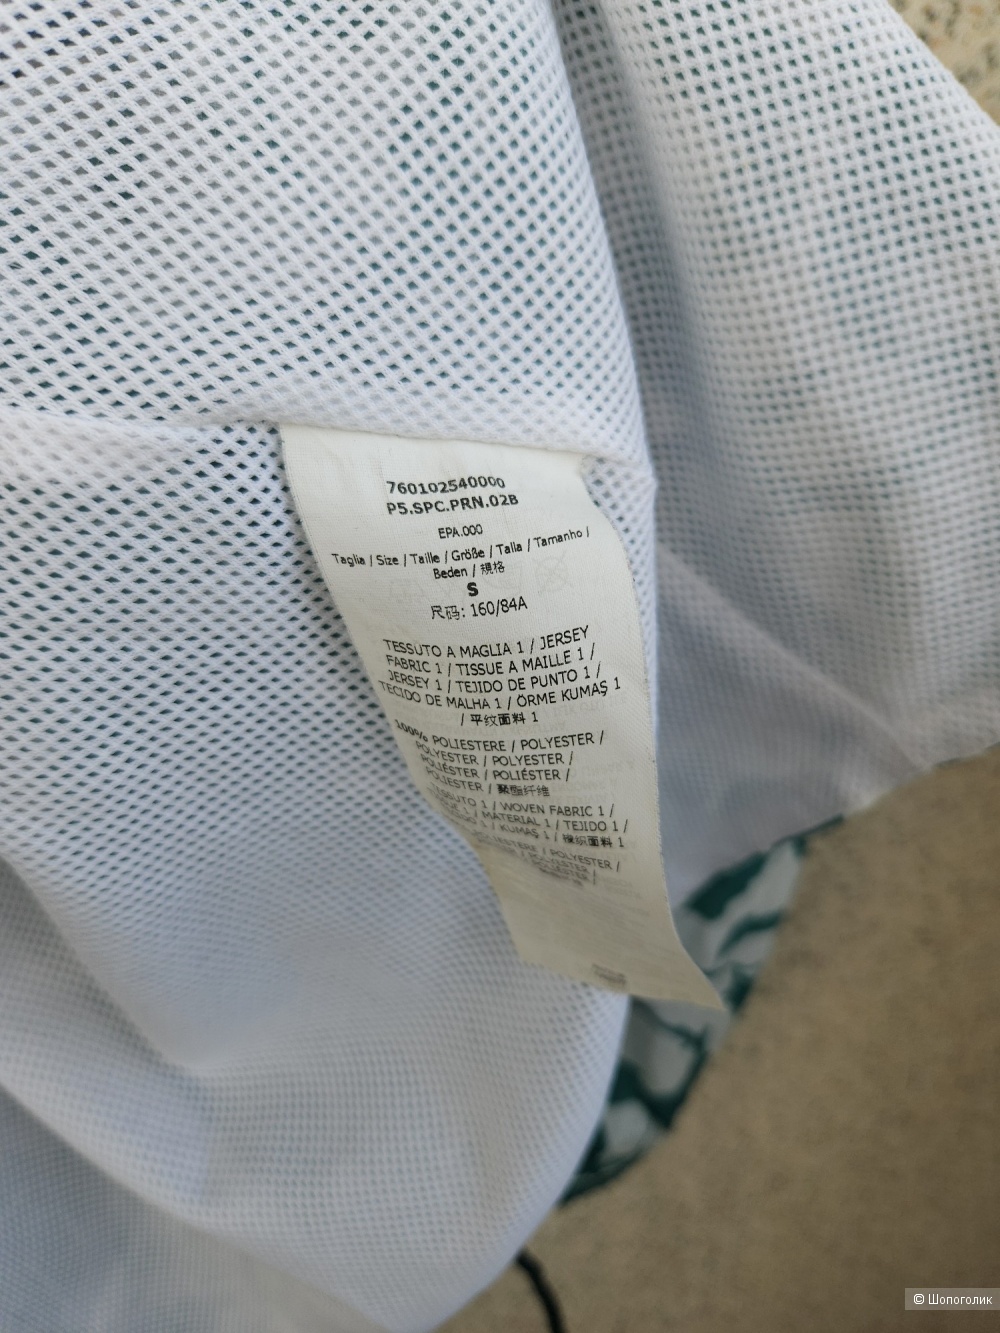 760102540000
P5.SPC.PRN.02B
EPA.000
Taglia / Size / Taille / Größe / Talla / Tamanho /
Beden / 規格
S
尺码: 160/84A
TESSUTO A MAGLIA 1 / JERSEY
FABRIC 1 / TISSUE A MAILLE 1 /
JERSEY 1 / TEJIDO DE PUNTO 1 /
TECIDO DE MALHA 1 / ÖRME KUMAŞ 1
/ 平纹面料 1
100% POLIESTERE / POLYESTER /
POLYESTER / POLYESTER /
POLIÉSTER / POLIÉSTER /
POLIESTER / 聚酯纤维
1 / WOVEN FABRIC 1 /
1 / MATERIAL 1 / TEJIDO 1 /
1 / KUMAŞ 1 / 梭织面料 1
/ POLYESTER /
/ POLYESTER /
POLIÉSTER /
© Шопоголик